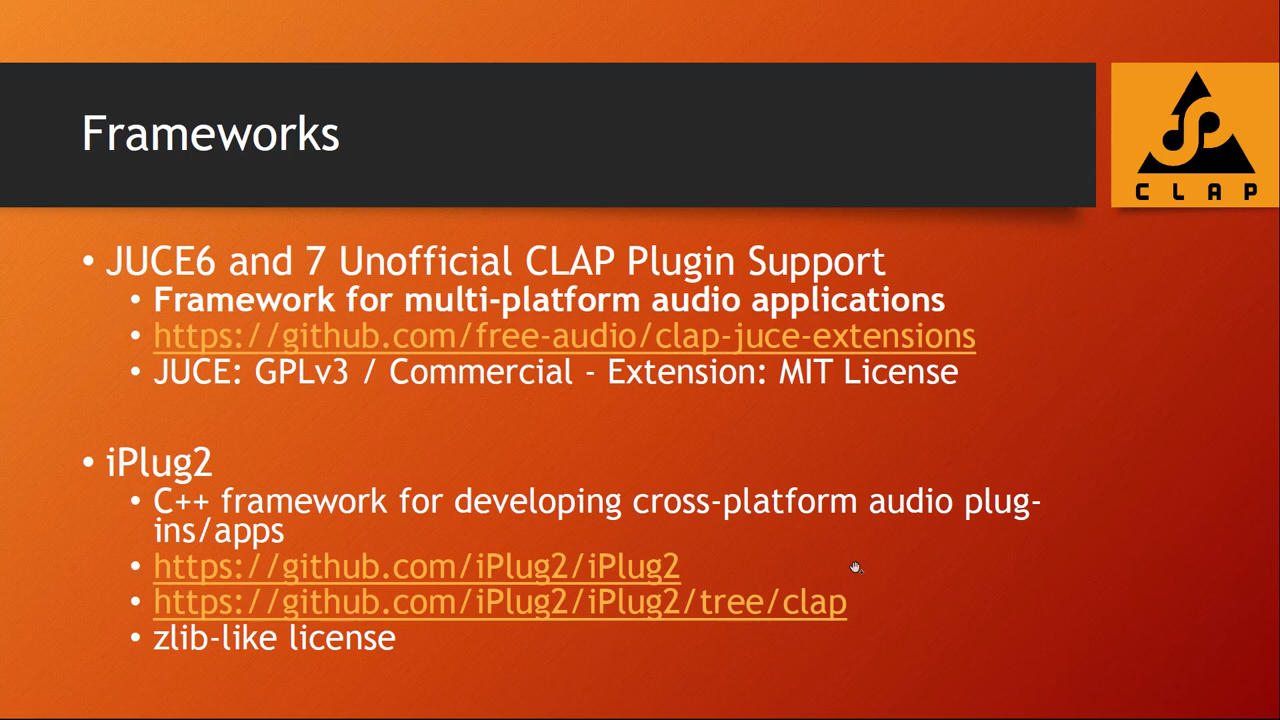 Frameworks
CLAP
• JUCE6 and 7 Unofficial CLAP Plugin Support
• Framework for multi-platform audio applications
• https://github.com/free-audio/clap-juce-extensions
• JUCE: GPLv3 / Commercial - Extension: MIT License
• iPlug2
• C++ framework for developing cross-platform audio plug-
ins/apps
• https://github.com/iPlug2/iPlug2
• https://github.com/iPlug2/iPlug2/tree/clap
• zlib-like license